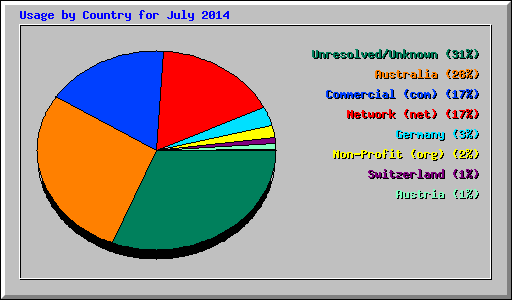 Usage by Country for July 2014
Unresolved/Unknown (31%)
Australia (28%)
Commercial (com) (17%)
Network (net) (17%)
Germany (3%)
Non-Profit (org) (2%)
Switzerland (1%)
Austria (1%)